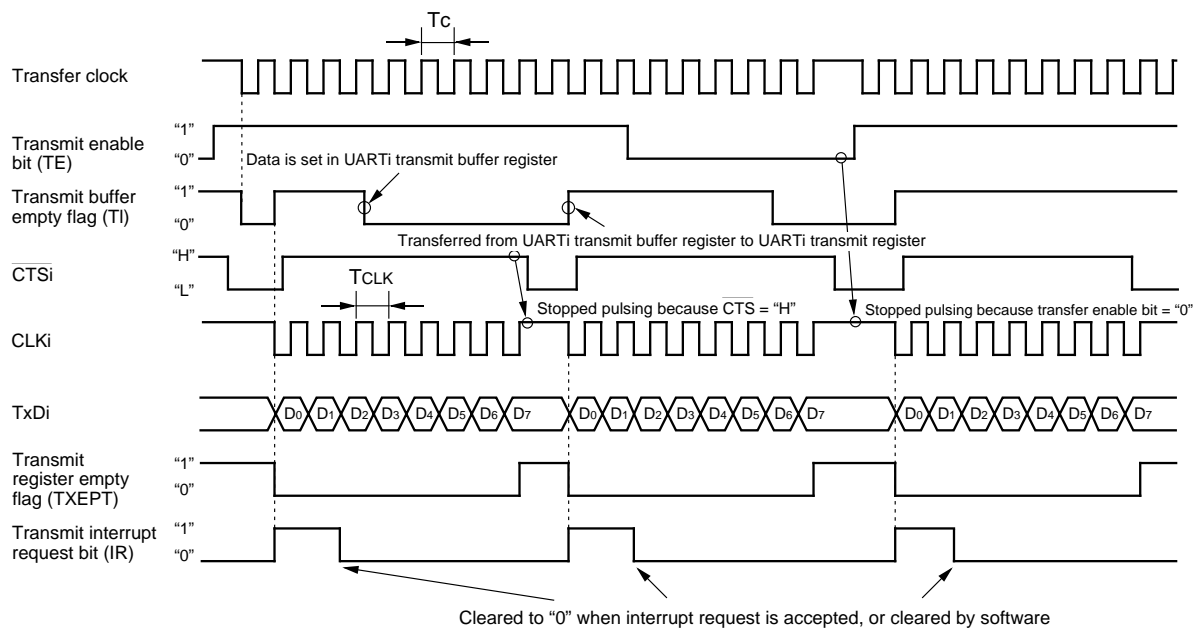 Tc
Transfer clock
Transmit enable
bit (TE)
“1”
“0”
Data is set in UARTi transmit buffer register
Transmit buffer
empty flag (TI)
“1”
“0”
Transferred from UARTi transmit buffer register to UARTi transmit register
CTSi
“H”
“L”
TCLK
Stopped pulsing because CTS = “H”
Stopped pulsing because transfer enable bit = “0”
CLKi
TxDi
D0 D1 D2 D3 D4 D5 D6 D7 D0 D1 D2 D3 D4 D5 D6 D7 D0 D1 D2 D3 D4 D5 D6 D7
Transmit
register empty
flag (TXEPT)
“1”
“0”
Transmit interrupt
request bit (IR)
“1”
“0”
Cleared to “0” when interrupt request is accepted, or cleared by software